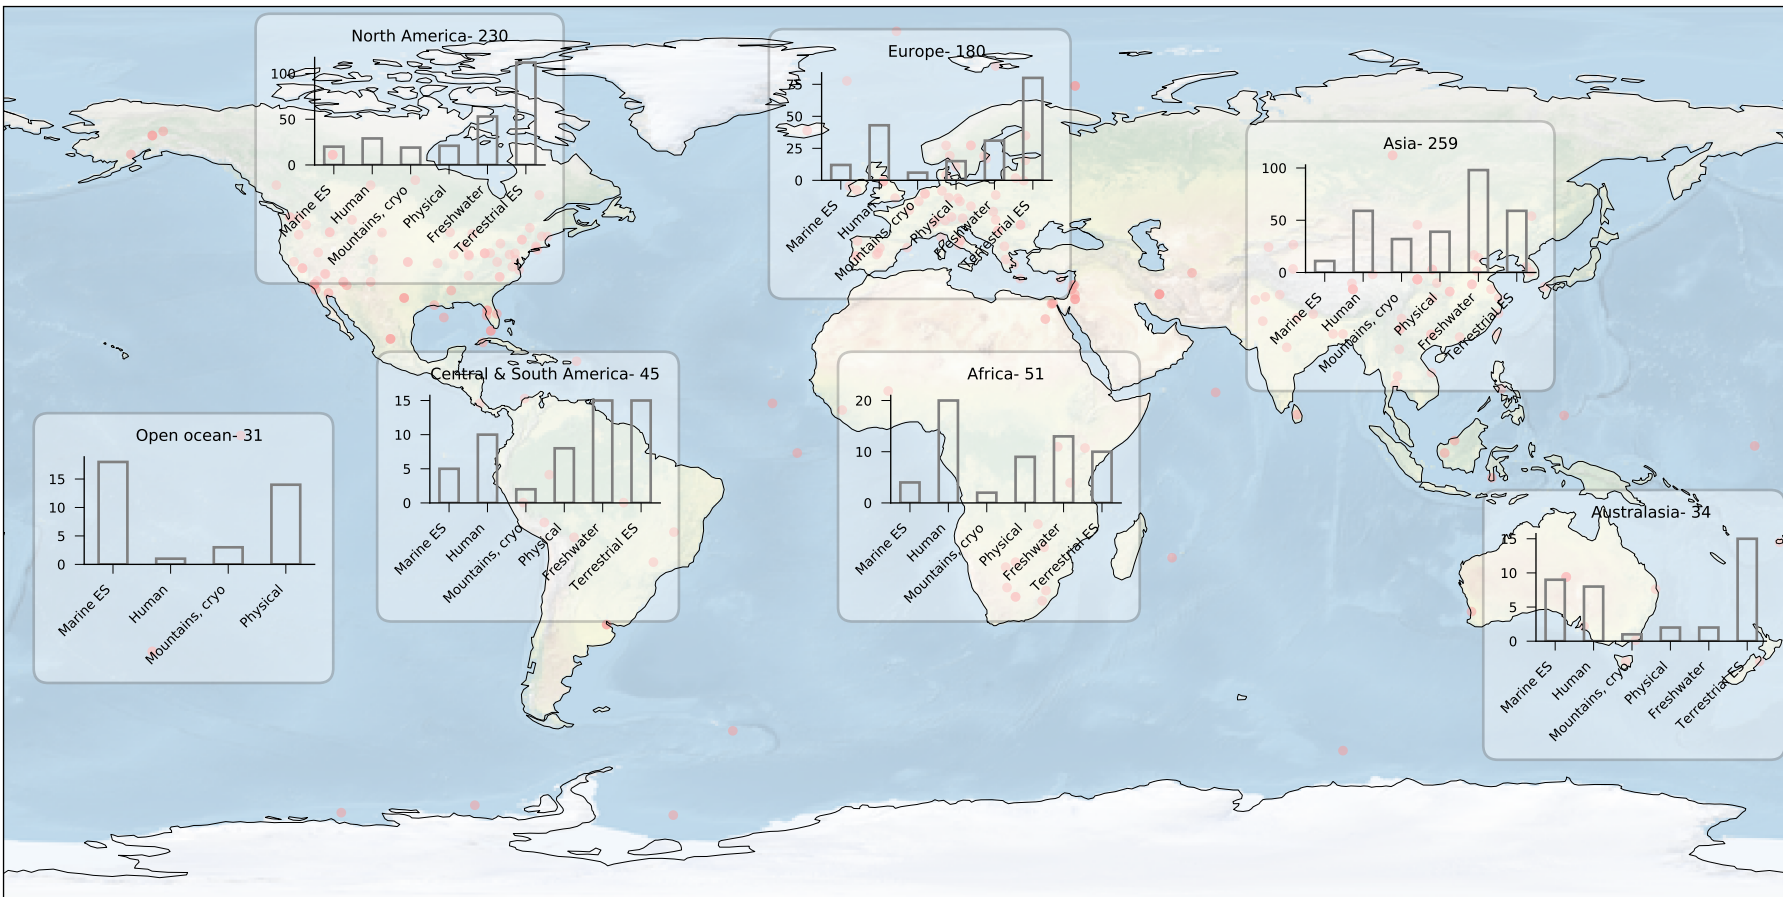 North America- 230
100
50
0
Marine ES
Human
Mountains, cryo
Physical
Freshwater
Terrestrial ES
Europe- 180
75
50
25
0
Marine ES
Human
Mountains, cryo
Physical
Freshwater
Terrestrial ES
Asia- 259
100
50
0
Marine ES
Human
Mountains, cryo
Physical
Freshwater
Terrestrial ES
Central & South America- 45
15
10
5
0
Marine ES
Human
Mountains, cryo
Physical
Freshwater
Terrestrial ES
Africa- 51
20
10
0
Marine ES
Human
Mountains, cryo
Physical
Freshwater
Terrestrial ES
Open ocean- 31
15
10
5
0
Marine ES
Human
Mountains, cryo
Physical
Australasia- 34
15
10
5
0
Marine ES
Human
Mountains, cryo
Physical
Freshwater
Terrestrial ES